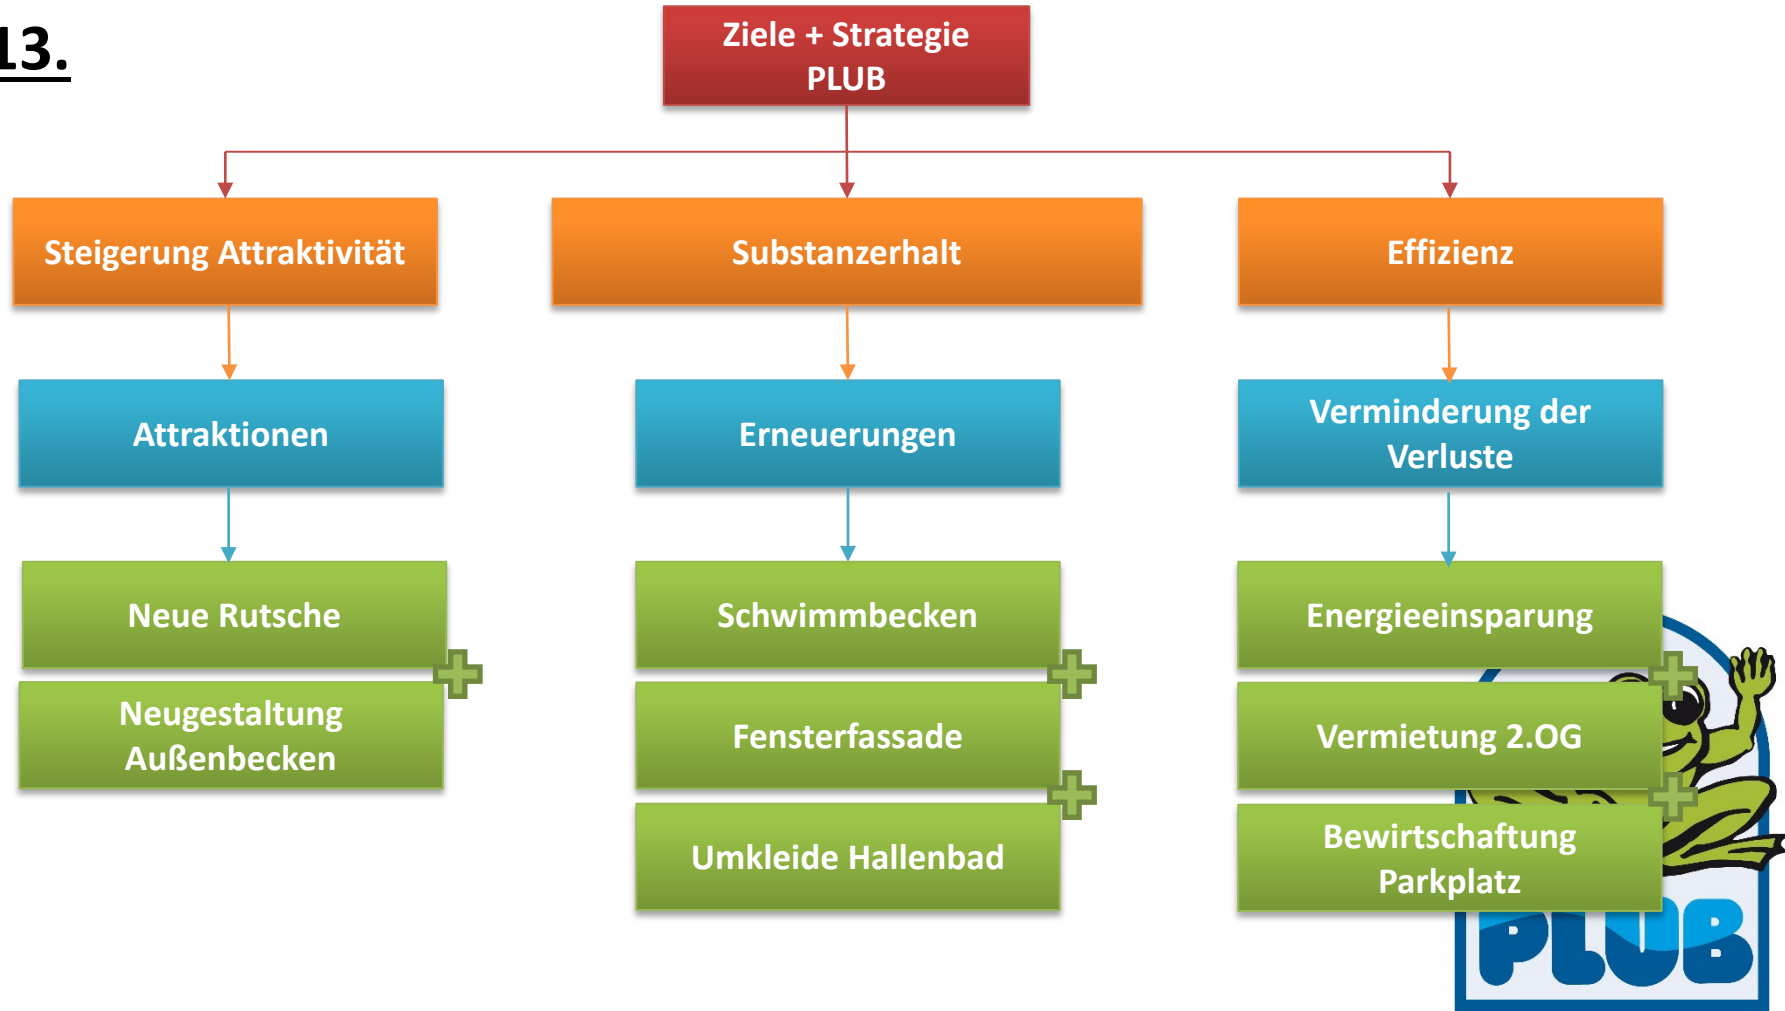 13.
Ziele + Strategie
PLUB
Steigerung Attraktivität
Substanzerhalt
Effizienz
Attraktionen
Erneuerungen
Verminderung der
Verluste
Neue Rutsche
Schwimmbecken
Energieeinsparung
Neugestaltung
Außenbecken
Fensterfassade
Vermietung 2.OG
Umkleide Hallenbad
Bewirtschaftung
Parkplatz
PLUB